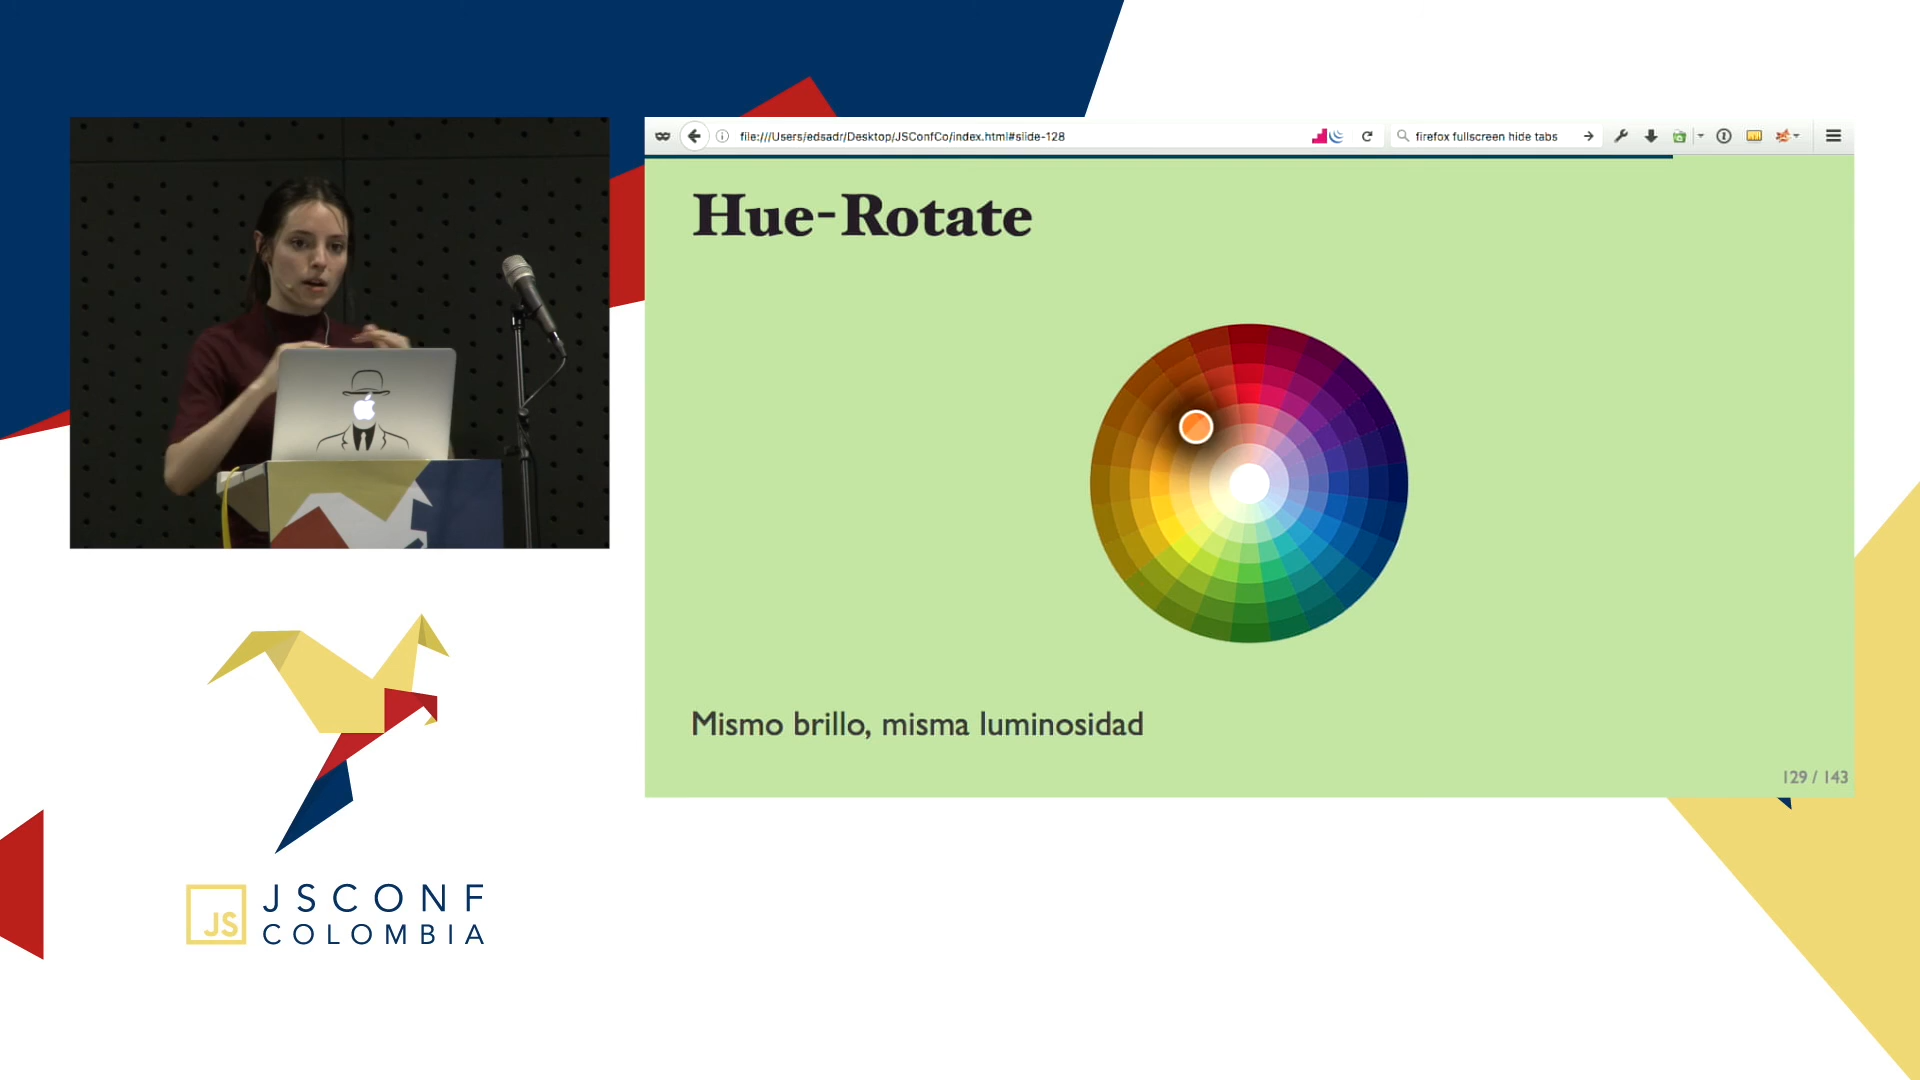 file:///Users/edsadr/Desktop/JSConfCo/index.html#slide-128
firefox fullscreen hide tabs
Hue-Rotate
Mismo brillo, misma luminosidad
129 / 143
JS
JSCONF
COLOMBIA